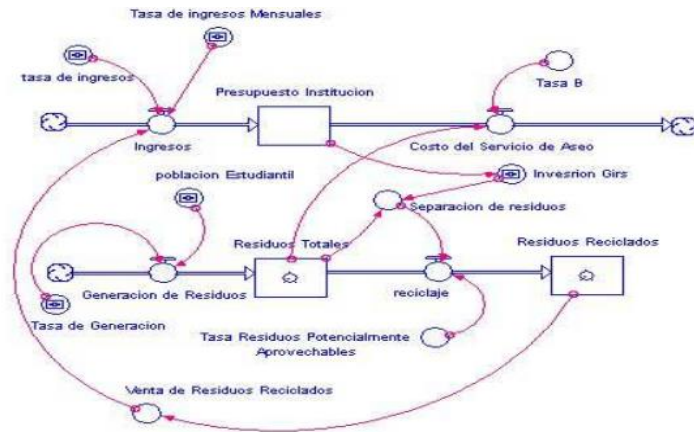 Tasa de ingresos Mensuales
tasa de ingresos
Tasa B
Presupuesto Institucion
Ingresos
Costo del Servicio de Aseo
poblacion Estudiantil
Invesrion Girs
Separacion de residuos
Residuos Totales
Residuos Reciclados
Generacion de Residuos
reciclaje
Tasa de Generacion
Tasa Residuos Potencialmente
Aprovechables
Venta de Residuos Reciclados